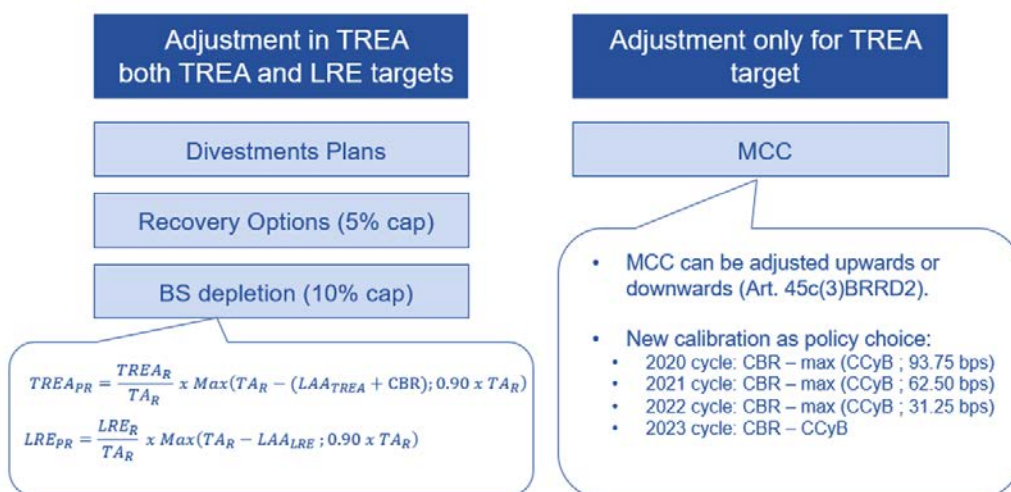 Adjustment in TREA
both TREA and LRE targets
Divestments Plans
Recovery Options (5% cap)
BS depletion (10% cap)
TREA_PR = TREA_R / TA_R x Max(TA_R − (LAA_TREA + CBR); 0.90 x TA_R)
LRE_PR = LRE_R / TA_R x Max(TA_R − LAA_LRE; 0.90 x TA_R)
Adjustment only for TREA
target
MCC
• MCC can be adjusted upwards or
downwards (Art. 45c(3)BRRD2).
• New calibration as policy choice:
• 2020 cycle: CBR – max (CCyB ; 93.75 bps)
• 2021 cycle: CBR – max (CCyB ; 62.50 bps)
• 2022 cycle: CBR – max (CCyB ; 31.25 bps)
• 2023 cycle: CBR – CCyB